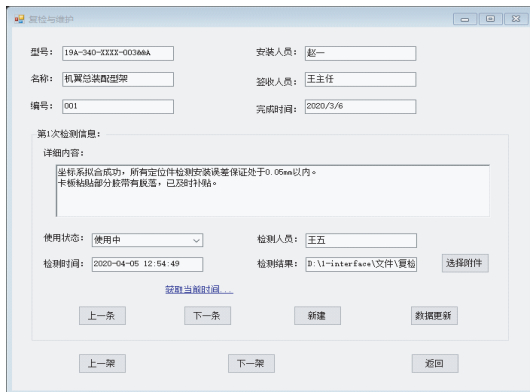 复检与维护
型号： 19A-340-XXXX-003AAA 安装人员： 赵一
名称： 机翼总装配型架 签收人员： 王主任
编号： 001 完成时间： 2020/3/6
第1次检测信息：
详细内容：
坐标系拟合成功，所有定位件检测安装误差保证处于0.05mm以内。
卡板粘贴部分胶带有脱落，已及时补贴。
使用状态： 使用中 检测人员： 王五
检测时间： 2020-04-05 12:54:49 检测结果： D:\1-interface\文件\复检 选择附件
获取当前时间...
上一条 下一条 新建 数据更新
上一架 下一架 返回